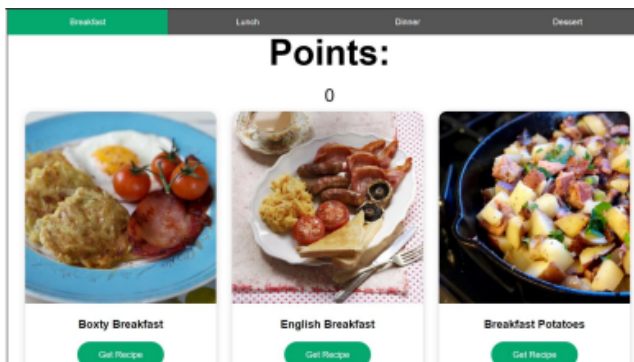 Breakfast Lunch Dinner Dessert
Points:
0
Boxty Breakfast English Breakfast Breakfast Potatoes
Get Recipe Get Recipe Get Recipe